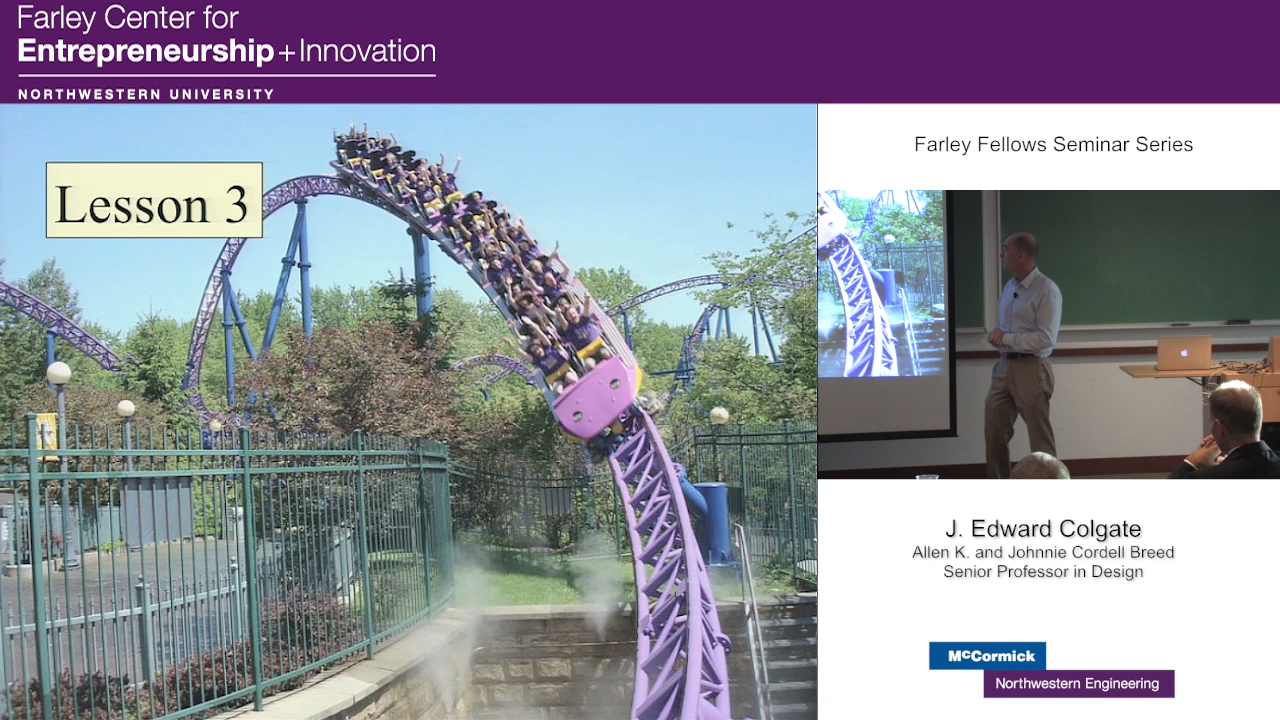 Farley Center for
Entrepreneurship+Innovation
NORTHWESTERN UNIVERSITY
Lesson 3
Farley Fellows Seminar Series
J. Edward Colgate
Allen K. and Johnnie Cordell Breed
Senior Professor in Design
McCormick
Northwestern Engineering